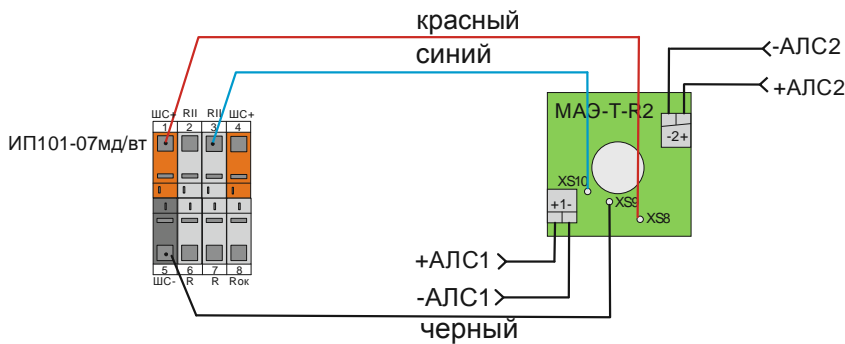 красный
синий
-АЛС2
+АЛС2
ШС+ RII RII ШС+
1 2 3 4
МАЭ-Т-R2
-2+
ИП101-07мд/вт
XS10
+1-
XS9
XS8
+АЛС1
-АЛС1
5 6 7 8
ШС- R R Rок
черный